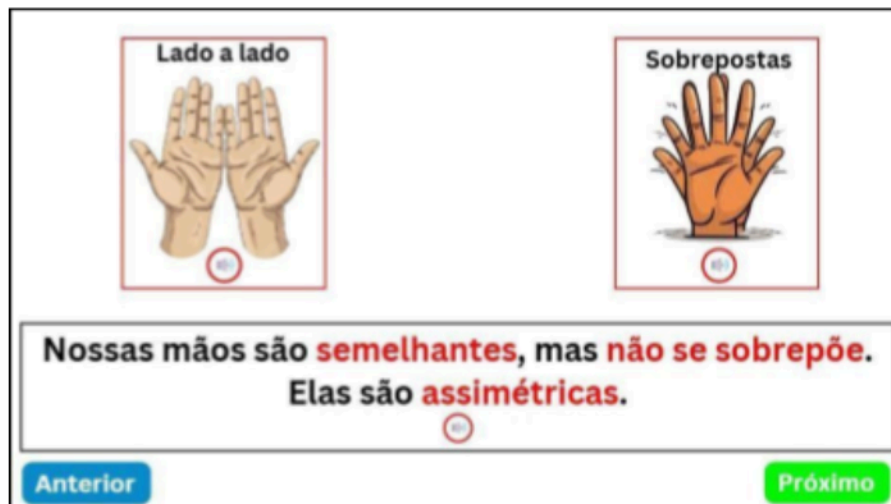 Lado a lado
Sobrepostas
Nossas mãos são semelhantes, mas não se sobrepõe.
Elas são assimétricas.
Anterior
Próximo